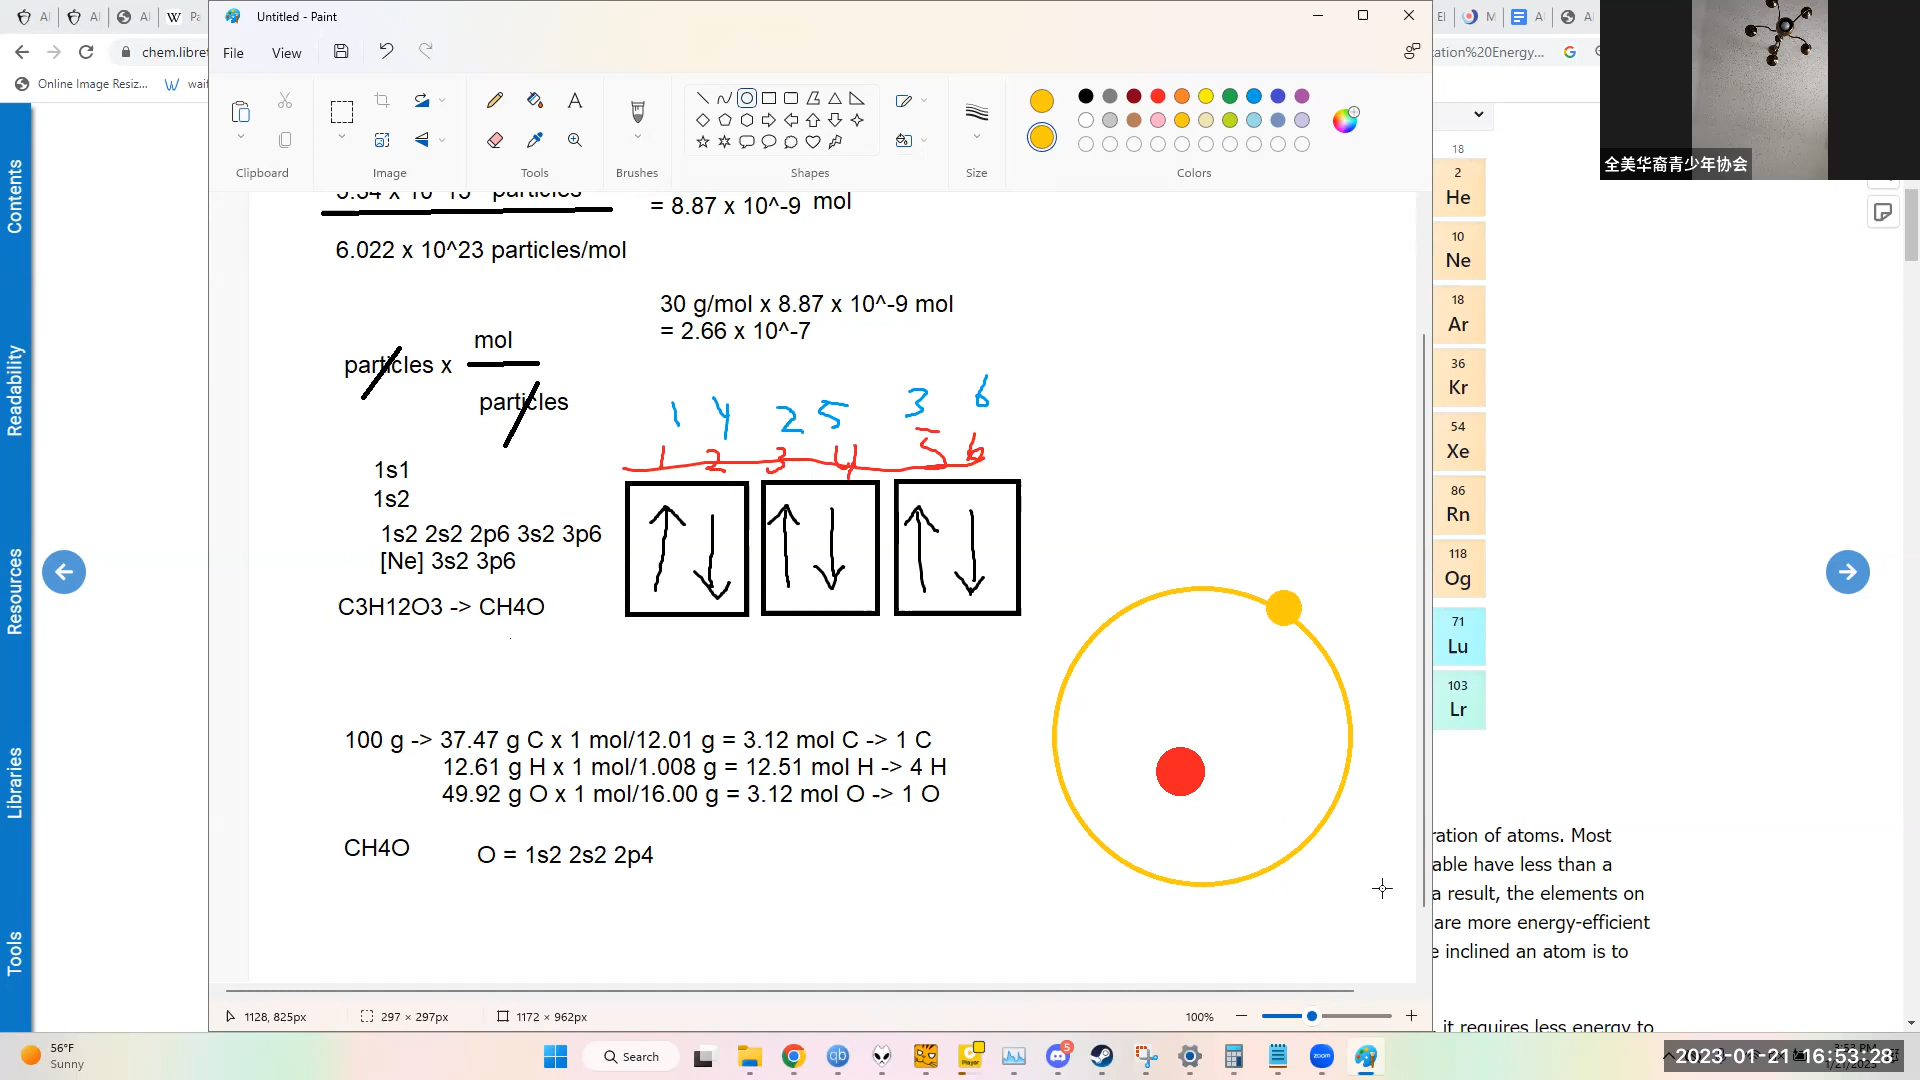 Untitled - Paint
File View
Clipboard
Image
Tools
Brushes
Shapes
Size
Colors
chem.libret
Online Image Resiz...
zation%20Energy...
全美华裔青少年协会
= 8.87 x 10^-9 mol
6.022 x 10^23 particles/mol
30 g/mol x 8.87 x 10^-9 mol
= 2.66 x 10^-7
mol
particles x
particles
1 4 2 5 3 6
1 2 3 4 5 6
1s1
1s2
1s2 2s2 2p6 3s2 3p6
[Ne] 3s2 3p6
C3H12O3 -> CH4O
100 g -> 37.47 g C x 1 mol/12.01 g = 3.12 mol C -> 1 C
12.61 g H x 1 mol/1.008 g = 12.51 mol H -> 4 H
49.92 g O x 1 mol/16.00 g = 3.12 mol O -> 1 O
CH4O
O = 1s2 2s2 2p4
Contents
Readability
Resources
Libraries
Tools
18
2
He
10
Ne
18
Ar
36
Kr
54
Xe
86
Rn
118
Og
71
Lu
103
Lr
ration of atoms. Most
able have less than a
a result, the elements on
are more energy-efficient
e inclined an atom is to
it requires less energy to
1128, 825px
297 × 297px
1172 × 962px
100%
56°F
Sunny
Search
2023-01-21 16:53:28